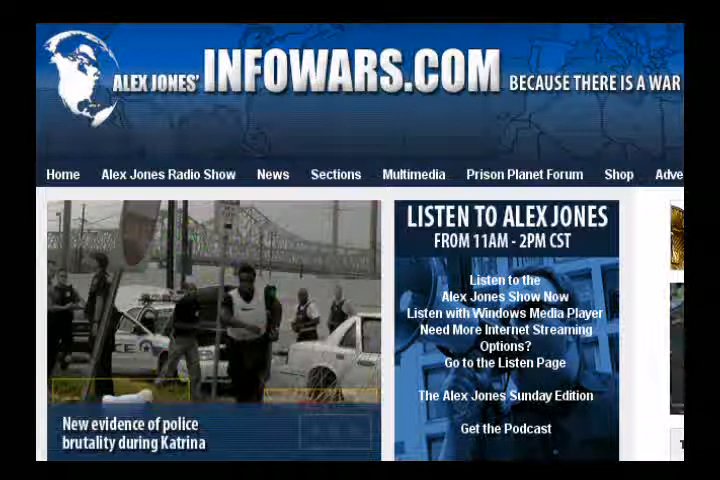 ALEX JONES' INFOWARS.COM BECAUSE THERE IS A WAR
Home Alex Jones Radio Show News Sections Multimedia Prison Planet Forum Shop Adve
LISTEN TO ALEX JONES
FROM 11AM - 2PM CST
Listen to the
Alex Jones Show Now
Listen with Windows Media Player
Need More Internet Streaming
Options?
Go to the Listen Page
The Alex Jones Sunday Edition
Get the Podcast
New evidence of police
brutality during Katrina